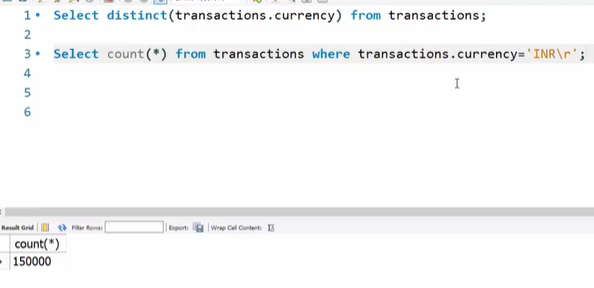 1 Select distinct(transactions.currency) from transactions;
2
3 Select count(*) from transactions where transactions.currency='INR\r';
4
5
6
Result Grid Filter Rows: Export: Wrap Cell Content:
count(*)
150000